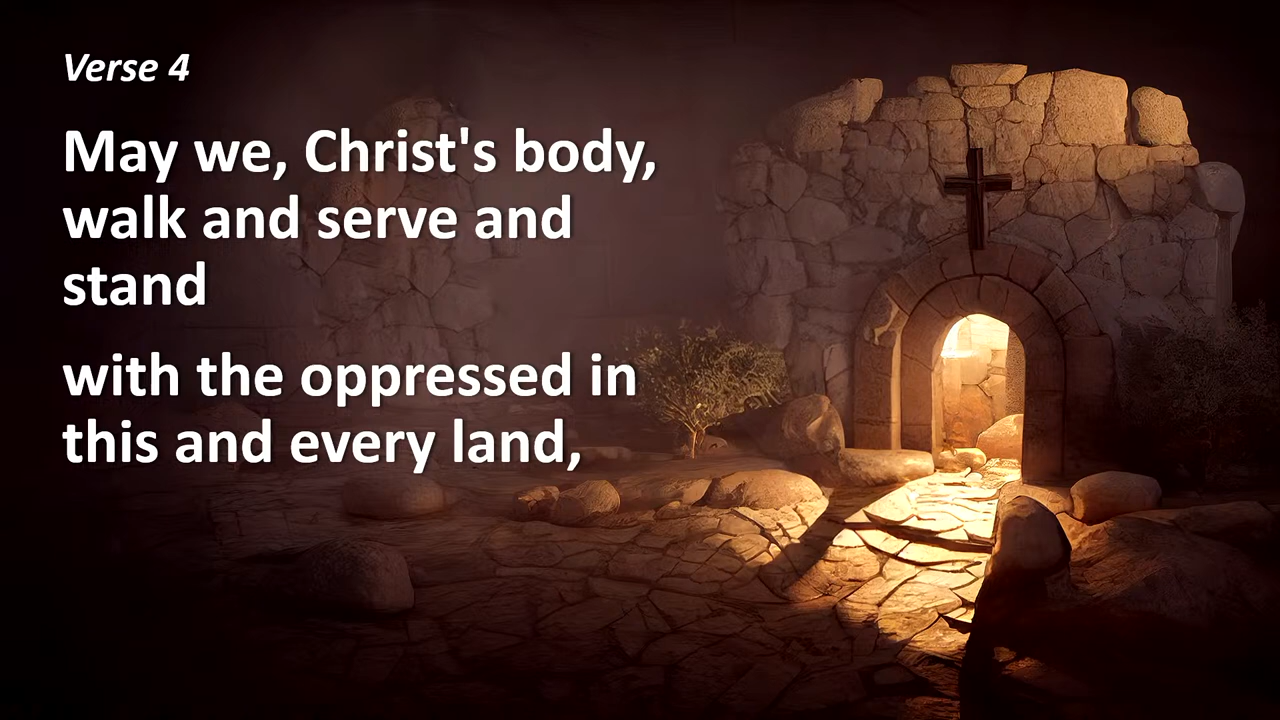 Verse 4
May we, Christ's body,
walk and serve and
stand
with the oppressed in
this and every land,